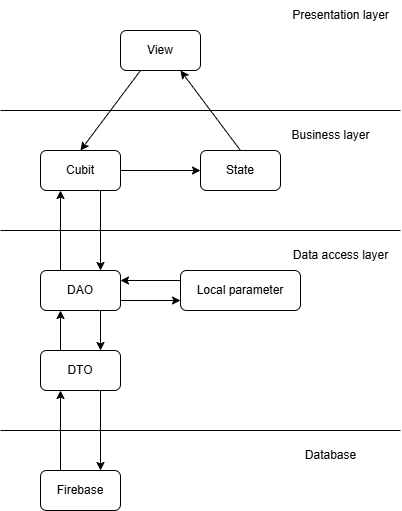 Presentation layer
View
Business layer
Cubit
State
Data access layer
DAO
Local parameter
DTO
Database
Firebase